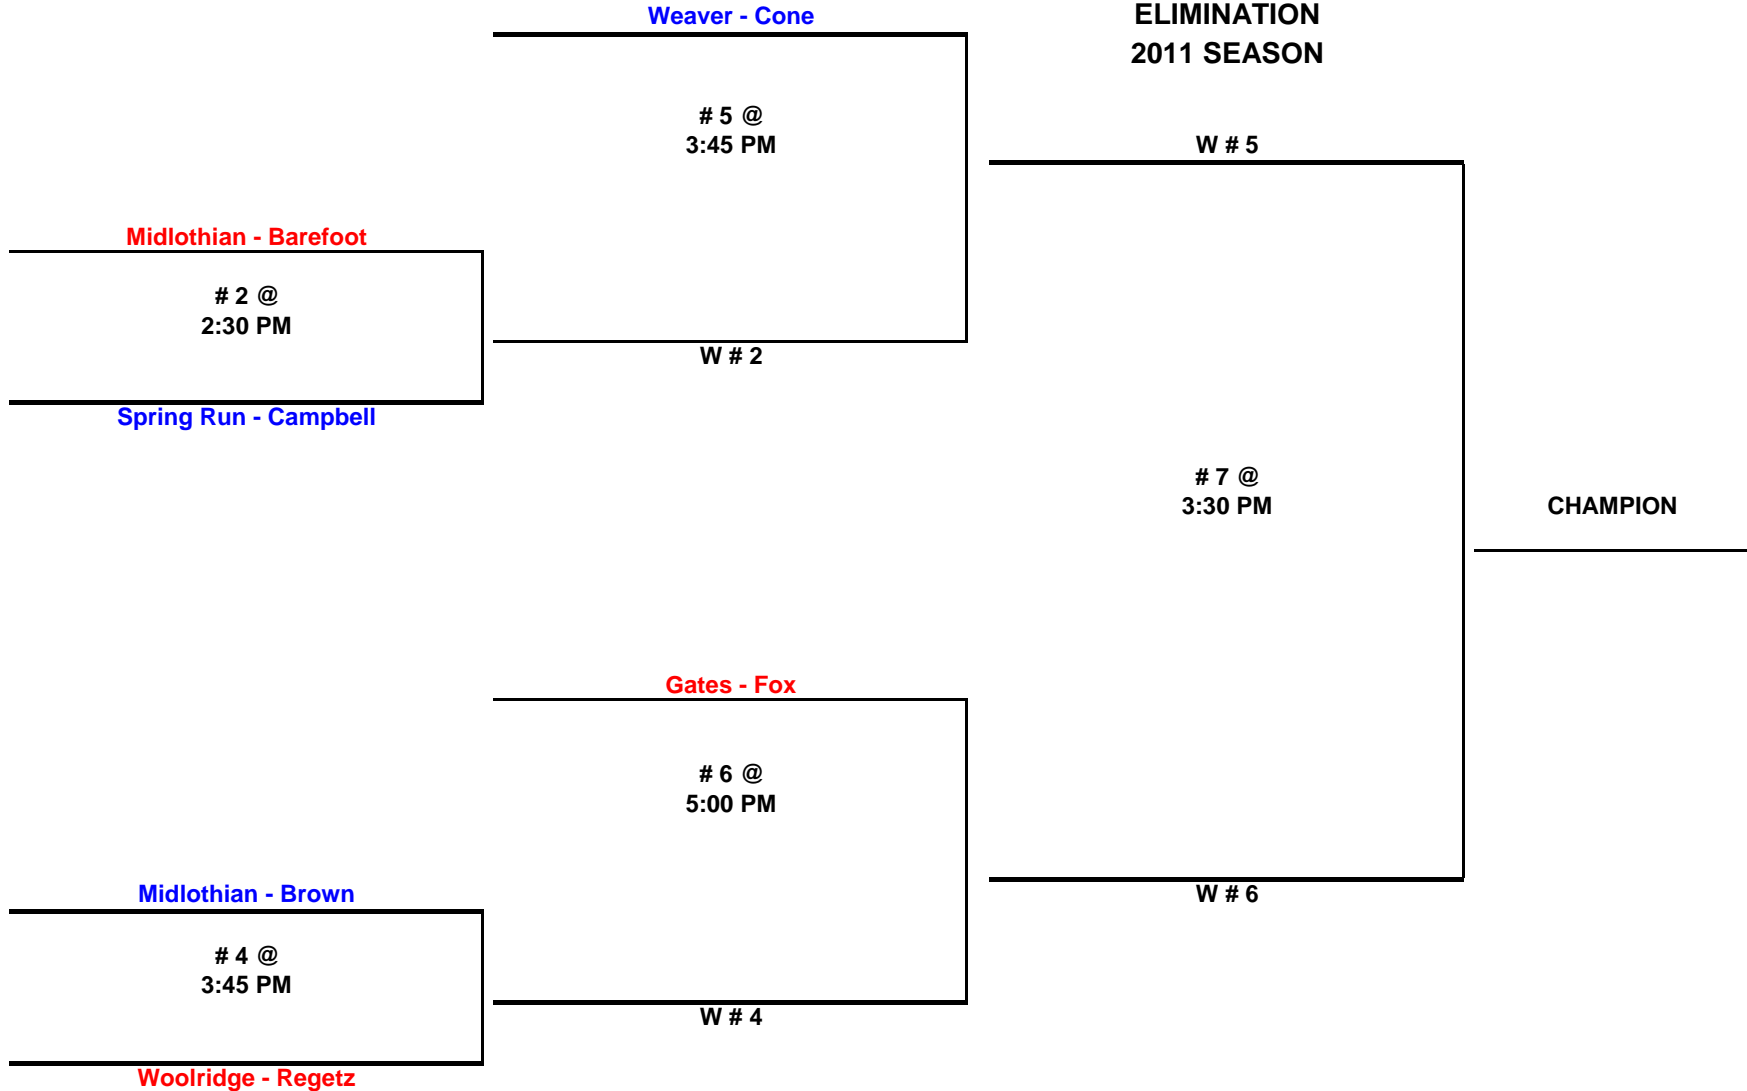 Weaver - Cone
ELIMINATION
2011 SEASON
# 5 @
3:45 PM
W # 5
Midlothian - Barefoot
# 2 @
2:30 PM
W # 2
Spring Run - Campbell
# 7 @
3:30 PM
CHAMPION
Gates - Fox
# 6 @
5:00 PM
Midlothian - Brown
W # 6
# 4 @
3:45 PM
W # 4
Woolridge - Regetz